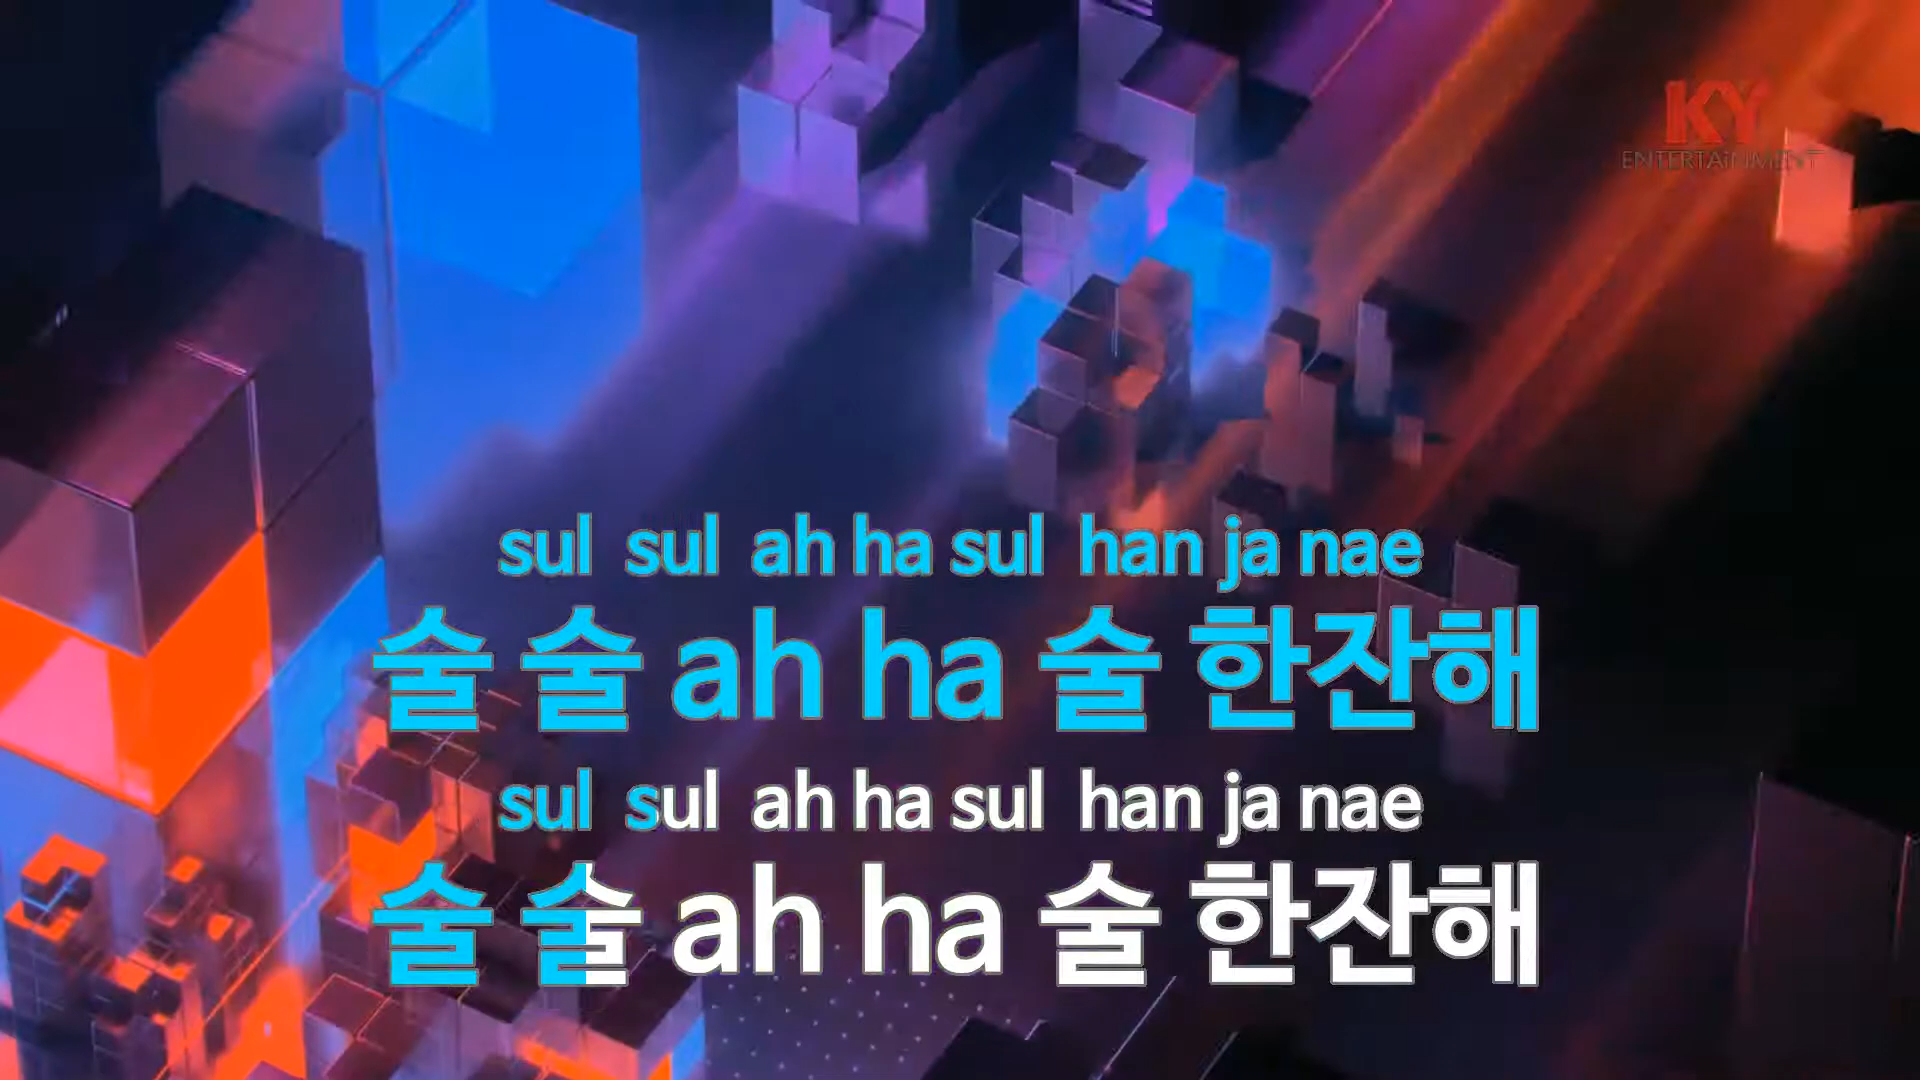 KY
ENTERTAINMENT
sul sul ah ha sul han ja nae
술 술 ah ha 술 한잔해
sul sul ah ha sul han ja nae
술 술 ah ha 술 한잔해